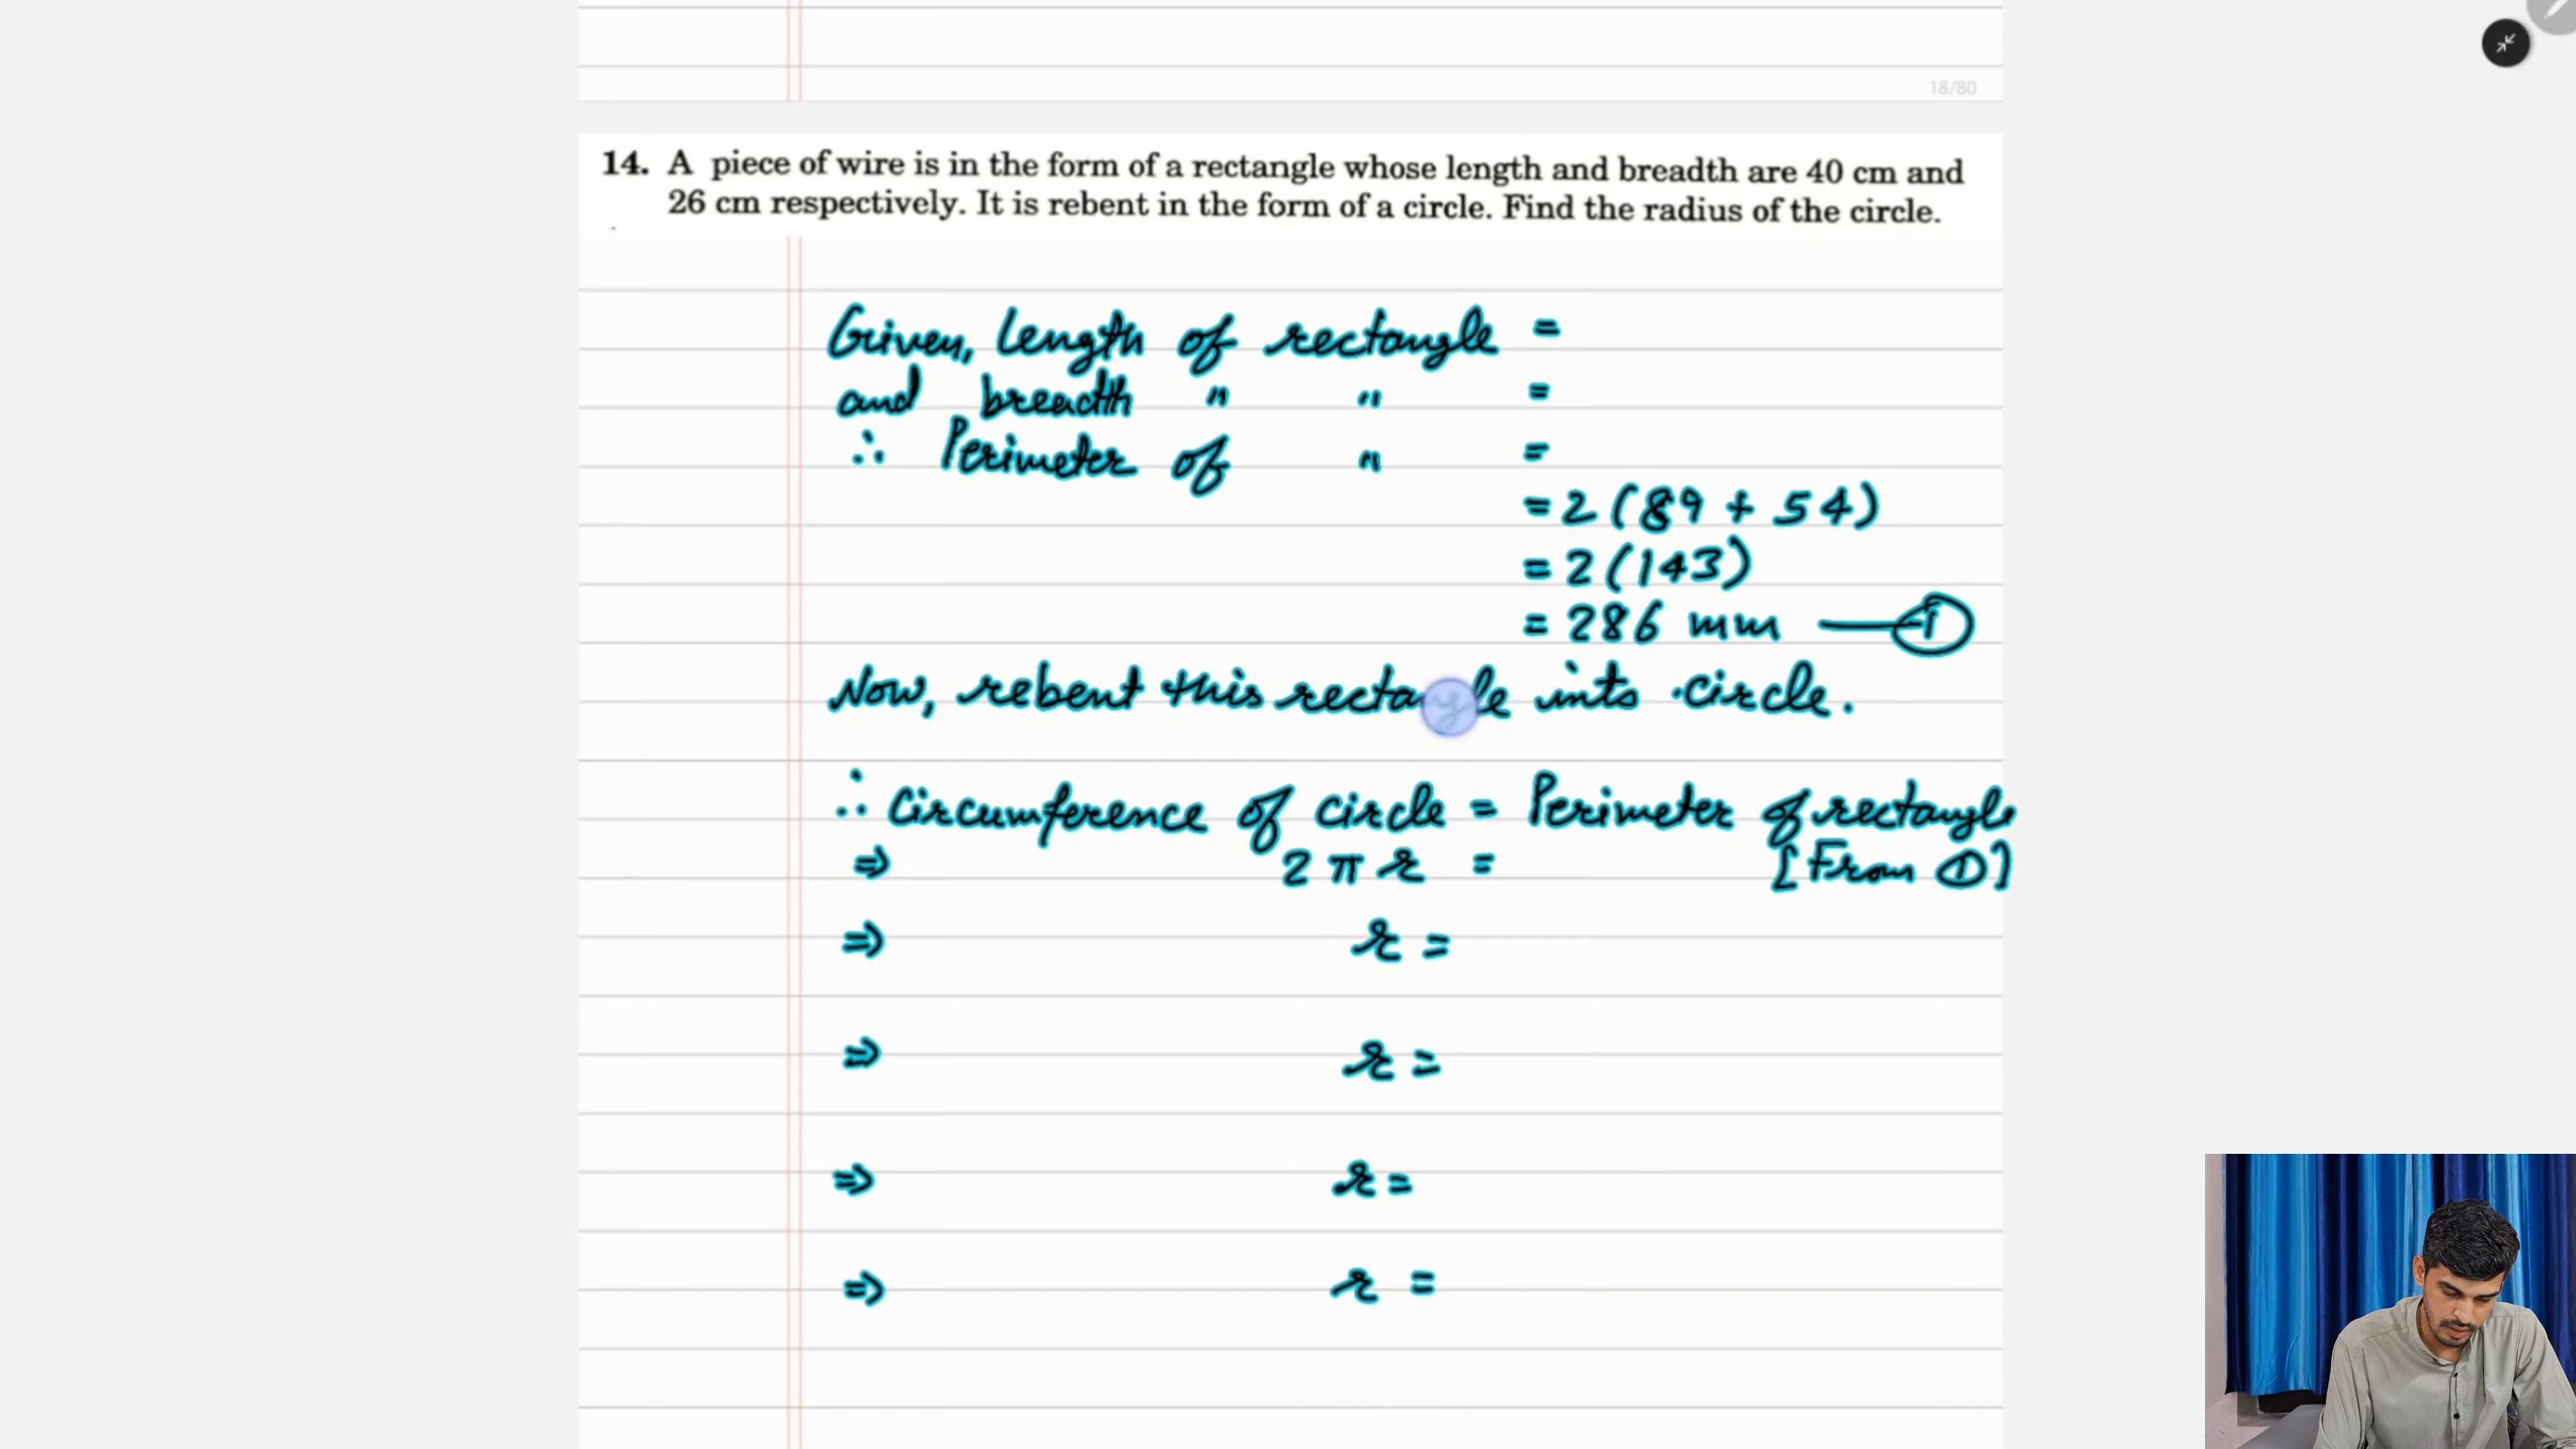 18/80
14. A piece of wire is in the form of a rectangle whose length and breadth are 40 cm and
26 cm respectively. It is rebent in the form of a circle. Find the radius of the circle.
Given, length of rectangle =
and breadth " " =
∴ Perimeter of " =
= 2 (89 + 54)
= 2 (143)
= 286 mm —①
Now, rebent this rectangle into circle.
∴ Circumference of circle = Perimeter of rectangle
⇒ 2 π r = [From ①]
⇒ r =
⇒ r =
⇒ r =
⇒ r =